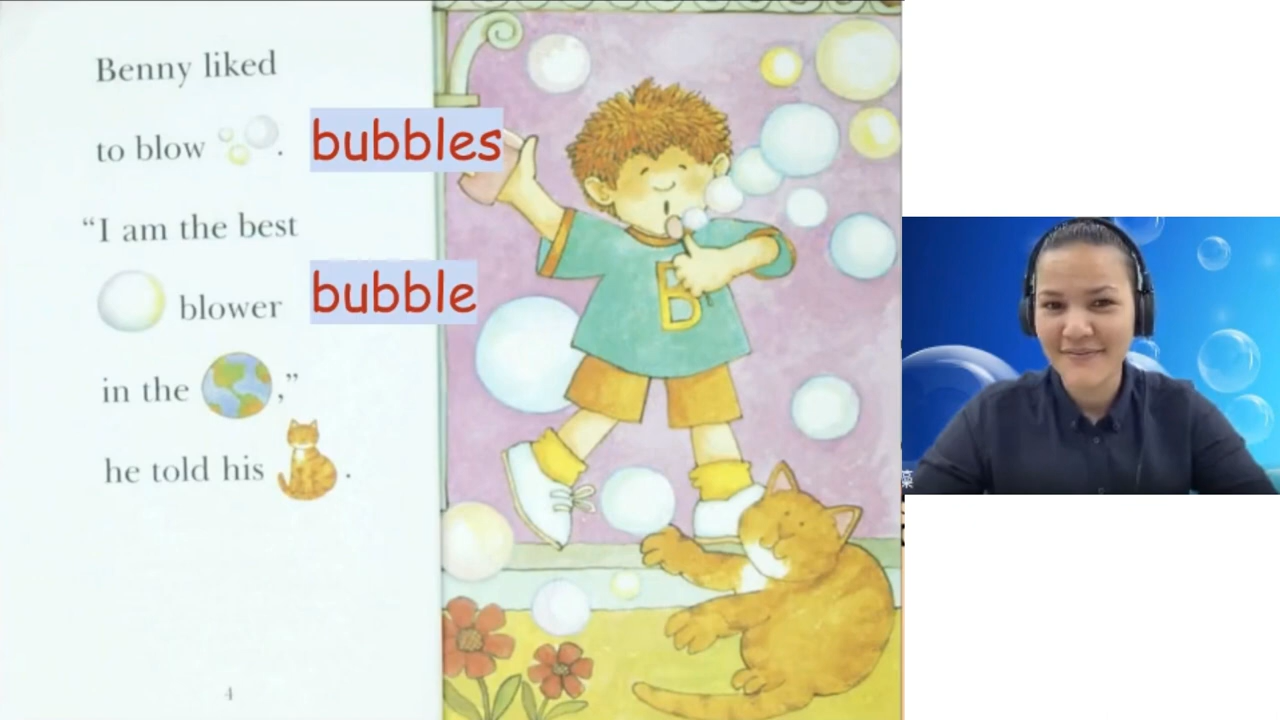 Benny liked
to blow . bubbles
“I am the best
blower bubble
in the ,”
he told his .
B
4